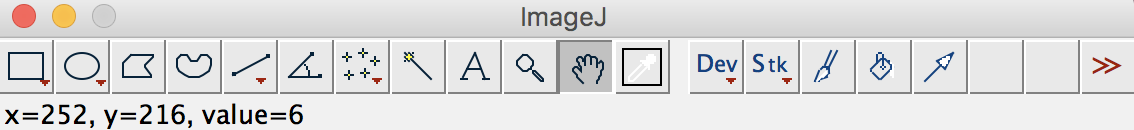 ImageJ
A Dev Stk >>
x=252, y=216, value=6